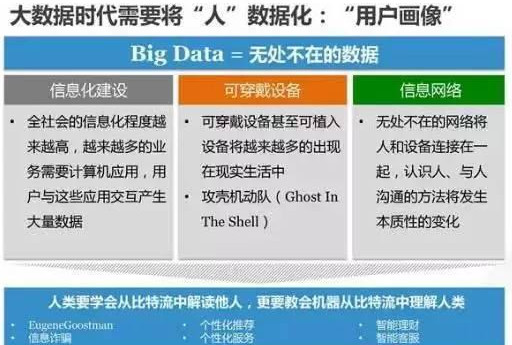 大数据时代需要将“人”数据化：“用户画像”
Big Data = 无处不在的数据
信息化建设
• 全社会的信息化程度越
来越高，越来越多的业
务需要计算机应用，用
户与这些应用交互产生
大量数据
可穿戴设备
• 可穿戴设备甚至可植入
设备将越来越多的出现
在现实生活中
• 攻壳机动队（Ghost In
The Shell）
信息网络
• 无处不在的网络将
人和设备连接在一
起，认识人、与人
沟通的方法将发生
本质性的变化
人类要学会从比特流中解读他人，更要教会机器从比特流中理解人类
• EugeneGoostman
• 信息诈骗
• 个性化推荐
• 个性化服务
• 智能理财
• 智能客服